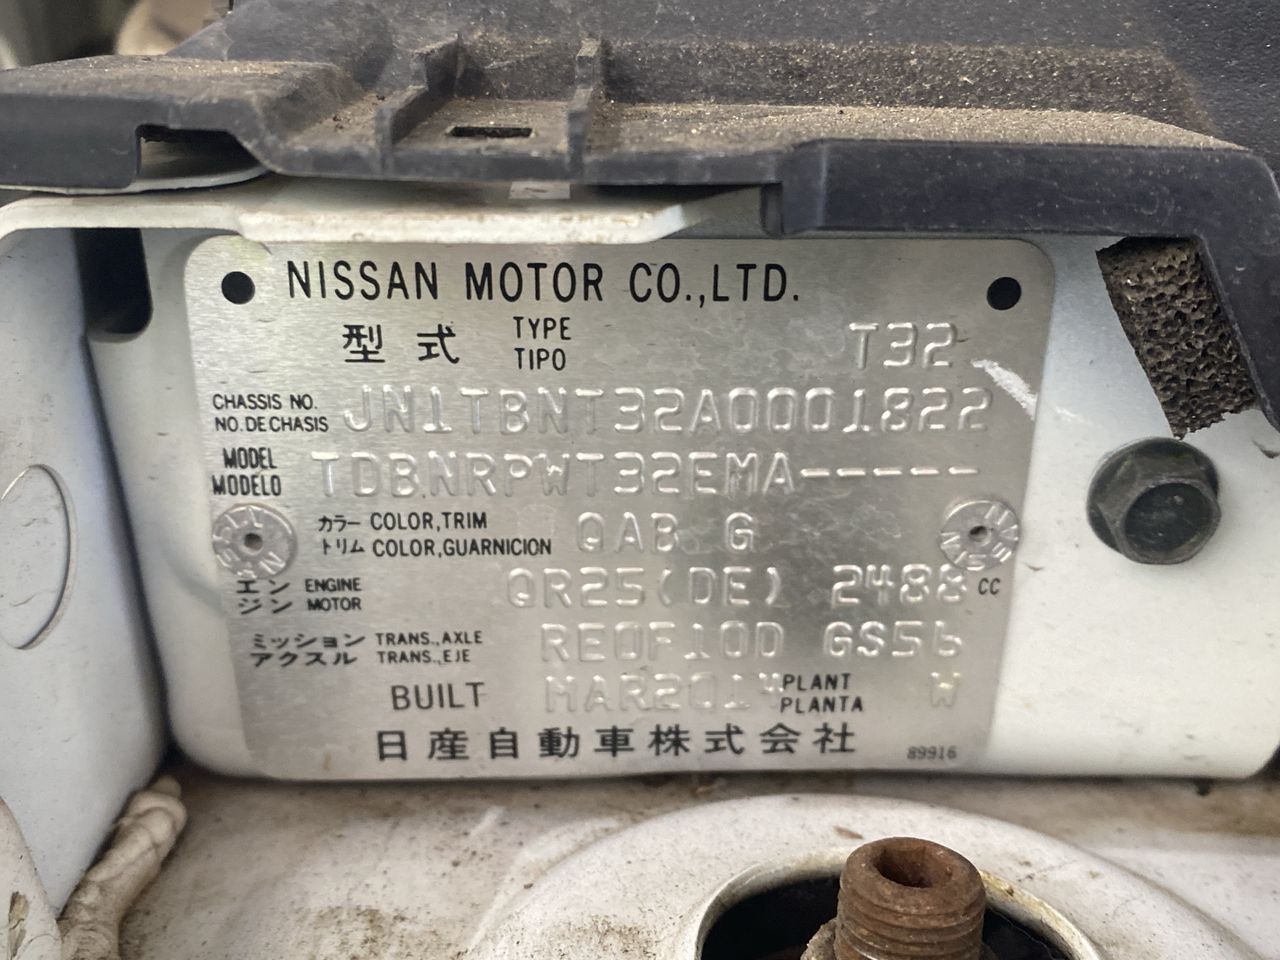 NISSAN MOTOR CO.,LTD.
型式 TYPE TIPO T32
CHASSIS NO. NO.DE CHASIS JN1TBNT32A0001822
MODEL MODELO TDBNRPWT32EMA-----
カラー COLOR,TRIM トリム COLOR,GUARNICION QAB G
エンジン ENGINE MOTOR QR25(DE) 2488 CC
ミッション TRANS.,AXLE アクスル TRANS.,EJE RE0F10D GS56
BUILT MAR2014 PLANT PLANTA W
日産自動車株式会社 89916